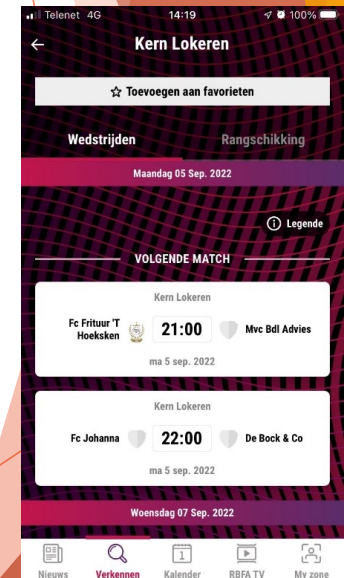 Telenet 4G 14:19 100%
Kern Lokeren
Toevoegen aan favorieten
Wedstrijden Rangschikking
Maandag 05 Sep. 2022
Legende
VOLGENDE MATCH
Kern Lokeren
Fc Frituur 'T
Hoeksken 21:00 Mvc Bdl Advies
ma 5 sep. 2022
Kern Lokeren
Fc Johanna 22:00 De Bock & Co
ma 5 sep. 2022
Woensdag 07 Sep. 2022
Nieuws Verkennen Kalender RBFA TV My zone